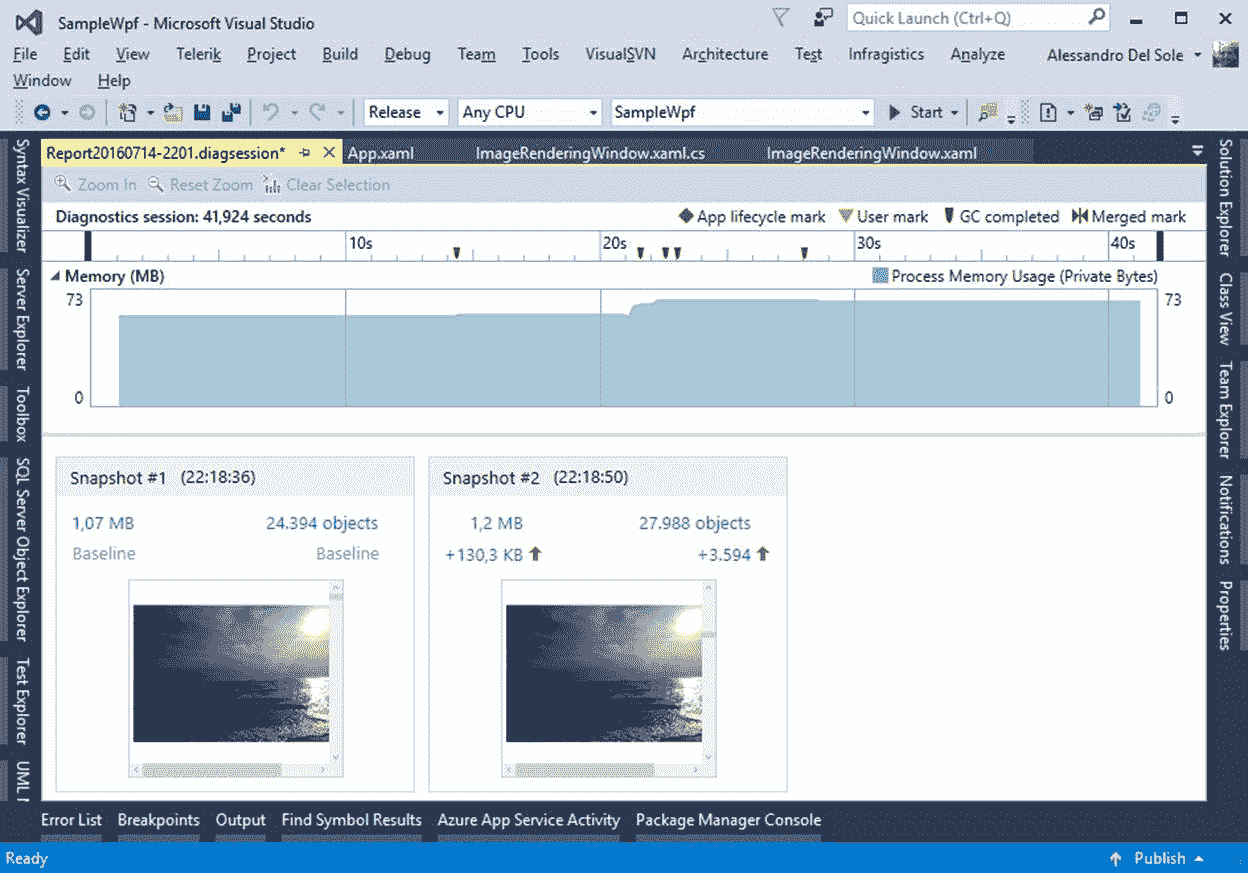 SampleWpf - Microsoft Visual Studio
Quick Launch (Ctrl+Q)
File Edit View Telerik Project Build Debug Team Tools VisualSVN Architecture Test Infragistics Analyze Alessandro Del Sole
Window Help
Release Any CPU SampleWpf Start
Report20160714-2201.diagsession* App.xaml ImageRenderingWindow.xaml.cs ImageRenderingWindow.xaml
Zoom In Reset Zoom Clear Selection
Diagnostics session: 41,924 seconds
App lifecycle mark User mark GC completed Merged mark
10s 20s 30s 40s
Memory (MB) Process Memory Usage (Private Bytes)
73 73
0 0
Snapshot #1 (22:18:36)
1,07 MB 24.394 objects
Baseline Baseline
Snapshot #2 (22:18:50)
1,2 MB 27.988 objects
+130,3 KB +3.594
Syntax Visualizer
Server Explorer
Toolbox
SQL Server Object Explorer
Test Explorer
UML
Solution Explorer
Class View
Team Explorer
Notifications
Properties
Error List Breakpoints Output Find Symbol Results Azure App Service Activity Package Manager Console
Ready Publish